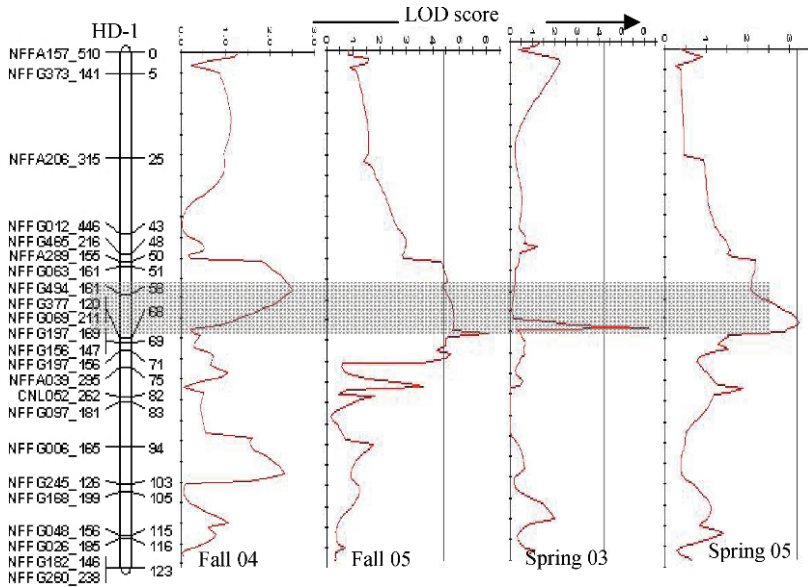 LOD score
HD-1
NFFA157_510 0
NFFG373_141 5
NFFA206_315 25
NFFG012_446 43
NFFG465_216 48
NFFA289_155 50
NFFG063_161 51
NFFG494_161 58
NFFG377_120
NFFG069_211 68
NFFG197_169
NFFG156_147 69
NFFG197_156 71
NFFA039_295 75
CNL052_262 82
NFFG097_181 83
NFFG006_165 94
NFFG245_126 103
NFFG168_199 105
NFFG048_156 115
NFFG026_185 116
NFFG182_146
NFFG260_238 123
Fall 04
Fall 05
Spring 03
Spring 05